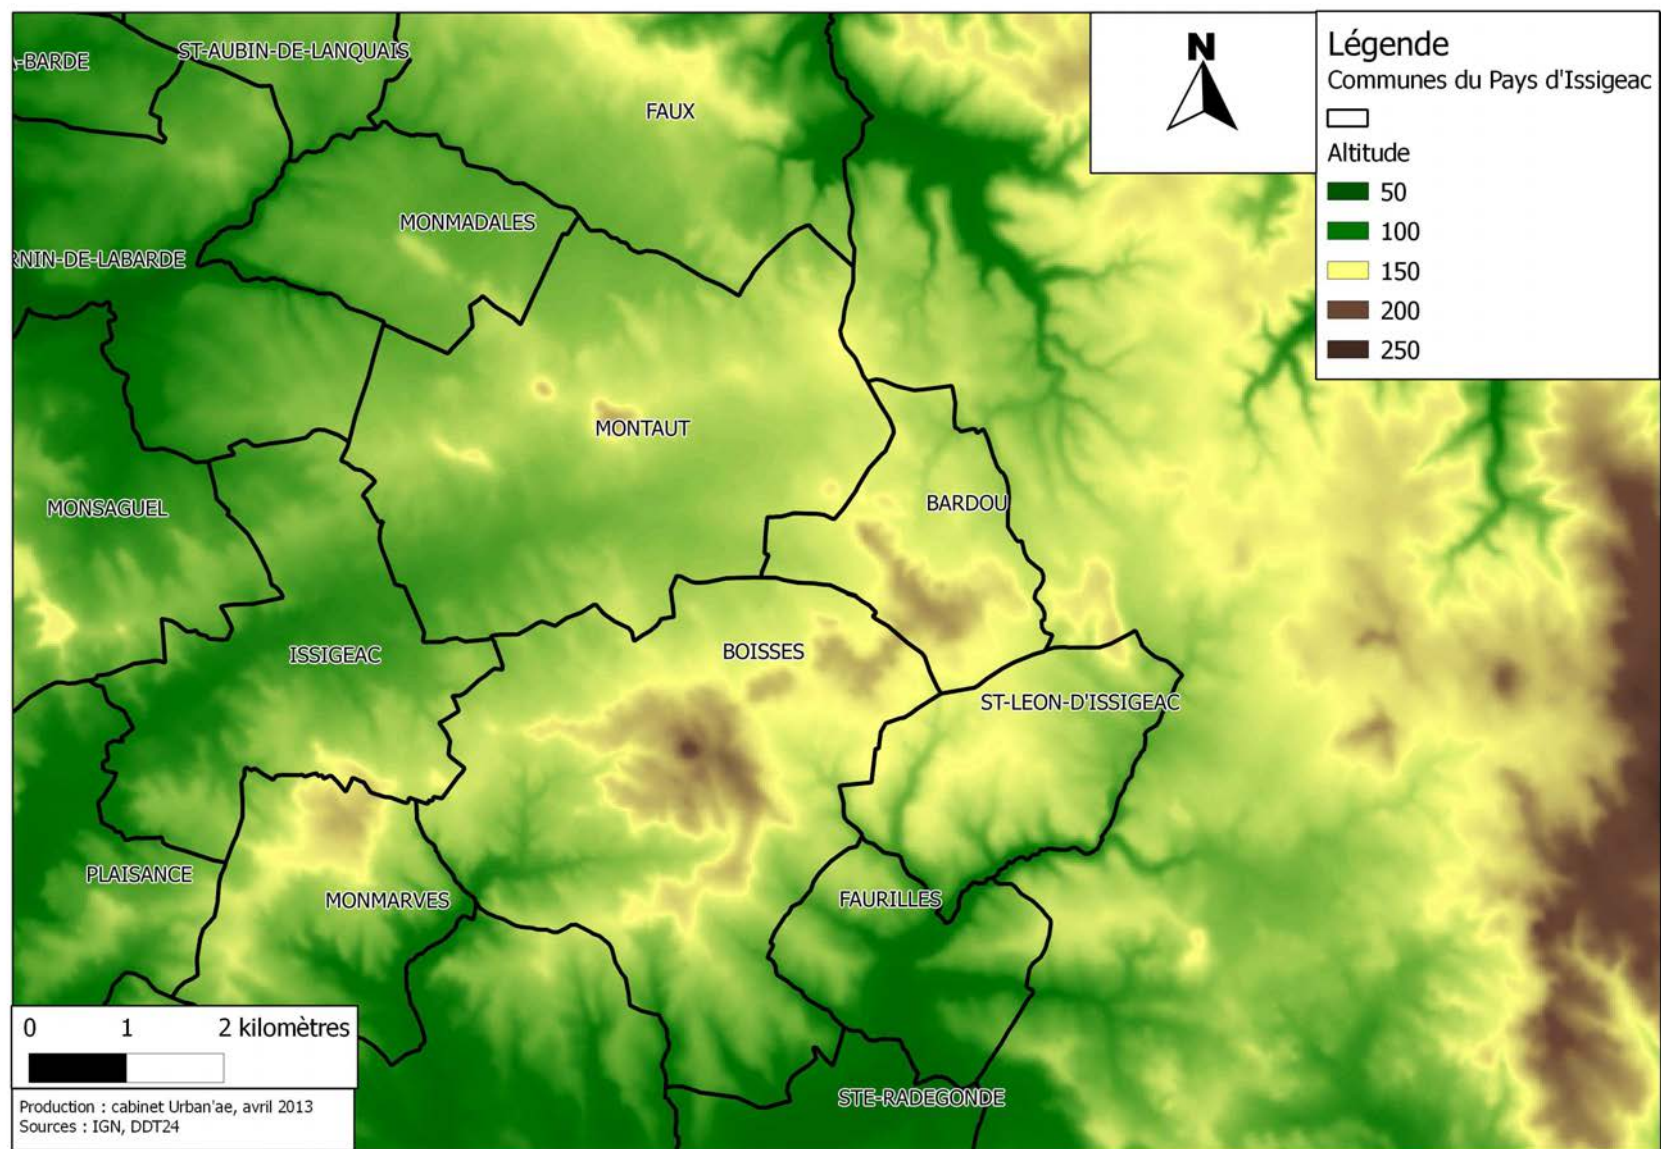 ST-AUBIN-DE-LANQUAIS
-BARDE
FAUX
N
Légende
Communes du Pays d'Issigeac
Altitude
50
100
150
200
250
MONMADALES
RNIN-DE-LABARDE
MONTAUT
MONSAGUEL
BARDOU
ISSIGEAC
BOISSES
ST-LEON-D'ISSIGEAC
PLAISANCE
MONMARVES
FAURILLES
STE-RADEGONDE
0 1 2 kilomètres
Production : cabinet Urban'ae, avril 2013
Sources : IGN, DDT24